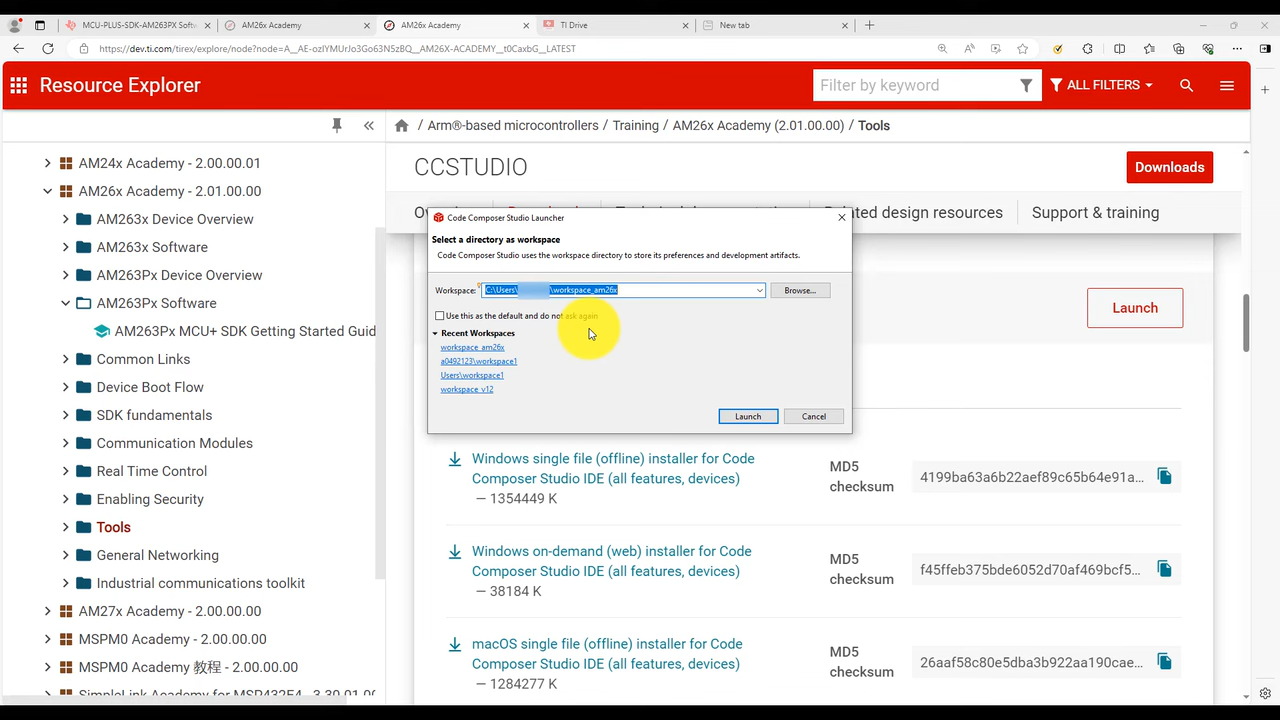 MCU-PLUS-SDK-AM263PX Softw
AM26x Academy
AM26x Academy
TI Drive
New tab
https://dev.ti.com/tirex/explore/node?node=A__AE-ozIYMUrJo3Go63N5zBQ__AM26X-ACADEMY__t0CaxbG__LATEST
Resource Explorer
Filter by keyword
ALL FILTERS
/ Arm®-based microcontrollers / Training / AM26x Academy (2.01.00.00) / Tools
AM24x Academy - 2.00.00.01
AM26x Academy - 2.01.00.00
AM263x Device Overview
AM263x Software
AM263Px Device Overview
AM263Px Software
AM263Px MCU+ SDK Getting Started Guid
Common Links
Device Boot Flow
SDK fundamentals
Communication Modules
Real Time Control
Enabling Security
Tools
General Networking
Industrial communications toolkit
AM27x Academy - 2.00.00.00
MSPM0 Academy - 2.00.00.00
MSPM0 Academy 教程 - 2.00.00.00
SimpleLink Academy for MSP432E4 - 3.30.01.00
CCSTUDIO
Downloads
ated design resources
Support & training
Code Composer Studio Launcher
Select a directory as workspace
Code Composer Studio uses the workspace directory to store its preferences and development artifacts.
Workspace:
C:\Users\
\workspace_am26x
Browse...
Use this as the default and do not ask again
Recent Workspaces
workspace_am26x
a0492123\workspace1
Users\workspace1
workspace_v12
Launch
Cancel
Launch
Windows single file (offline) installer for Code
Composer Studio IDE (all features, devices)
— 1354449 K
MD5
checksum
4199ba63a6b22aef89c65b64e91a...
Windows on-demand (web) installer for Code
Composer Studio IDE (all features, devices)
— 38184 K
MD5
checksum
f45ffeb375bde6052d70af469bcf5...
macOS single file (offline) installer for Code
Composer Studio IDE (all features, devices)
— 1284277 K
MD5
checksum
26aaf58c80e5dba3b922aa190cae...